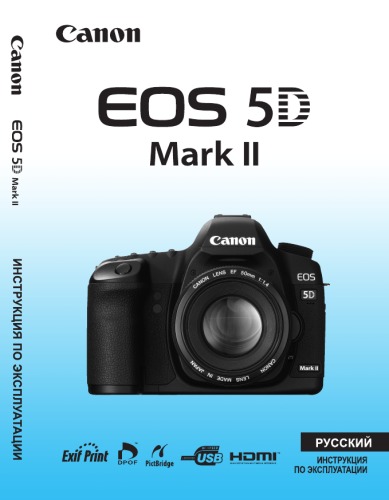 Canon
EOS 5D
Mark II
Canon
EOS 5D Mark II
ИНСТРУКЦИЯ ПО ЭКСПЛУАТАЦИИ
Canon
CANON LENS EF 50mm 1:1.4
CANON LENS MADE IN JAPAN
EOS
5D
Mark II
Exif Print
DPOF
PictBridge
USB
HDMI
РУССКИЙ
ИНСТРУКЦИЯ
ПО ЭКСПЛУАТАЦИИ